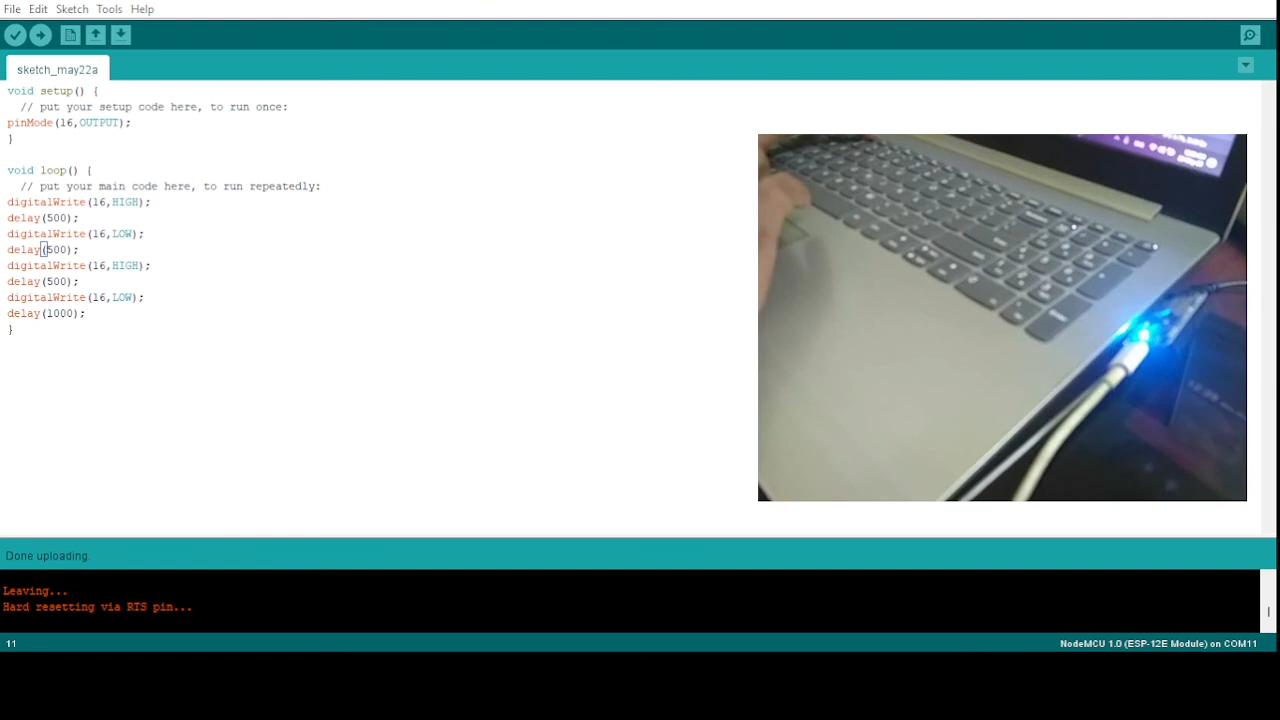 File Edit Sketch Tools Help
sketch_may22a
void setup() {
  // put your setup code here, to run once:
pinMode(16,OUTPUT);
}
void loop() {
  // put your main code here, to run repeatedly:
digitalWrite(16,HIGH);
delay(500);
digitalWrite(16,LOW);
delay(500);
digitalWrite(16,HIGH);
delay(500);
digitalWrite(16,LOW);
delay(1000);
}
Done uploading.
Leaving...
Hard resetting via RTS pin...
11
NodeMCU 1.0 (ESP-12E Module) on COM11